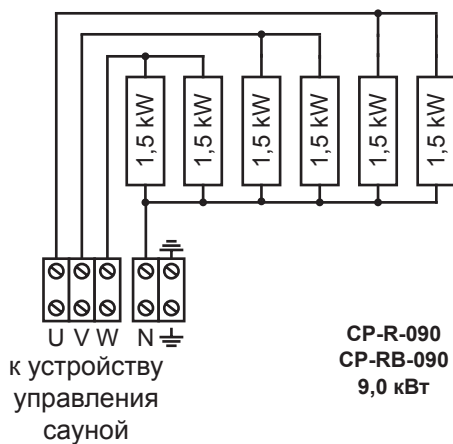 1,5 kW 1,5 kW 1,5 kW 1,5 kW 1,5 kW 1,5 kW
U V W N
к устройству
управления
сауной
CP-R-090
CP-RB-090
9,0 кВт